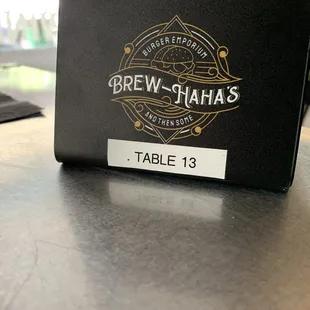 BURGER EMPORIUM
BREW-HAHA'S
AND THEN SOME
. TABLE 13